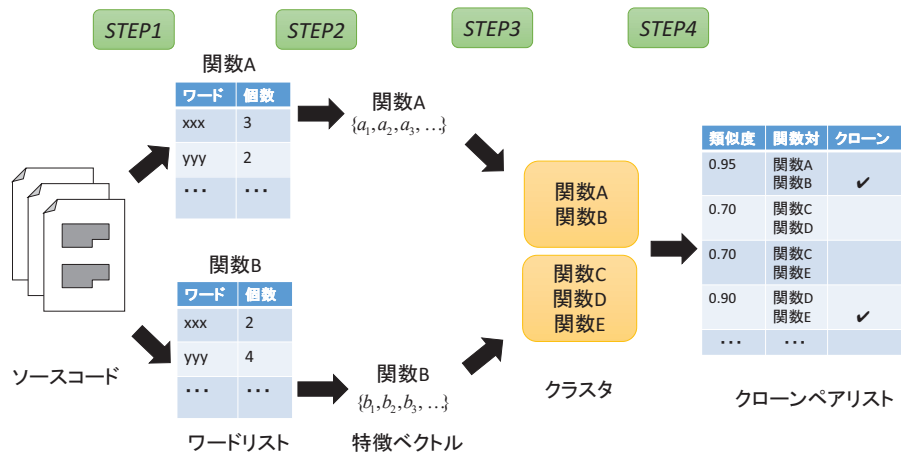 STEP1
STEP2
STEP3
STEP4
関数A
ワード 個数
xxx 3
yyy 2
・・・ ・・・
関数A
{a₁,a₂,a₃,…}
関数B
ワード 個数
xxx 2
yyy 4
・・・ ・・・
関数B
{b₁,b₂,b₃,…}
関数A
関数B
関数C
関数D
関数E
類似度 関数対 クローン
0.95 関数A
関数B ✔
0.70 関数C
関数D
0.70 関数C
関数E
0.90 関数D
関数E ✔
・・・ ・・・
ソースコード
ワードリスト
特徴ベクトル
クラスタ
クローンペアリスト